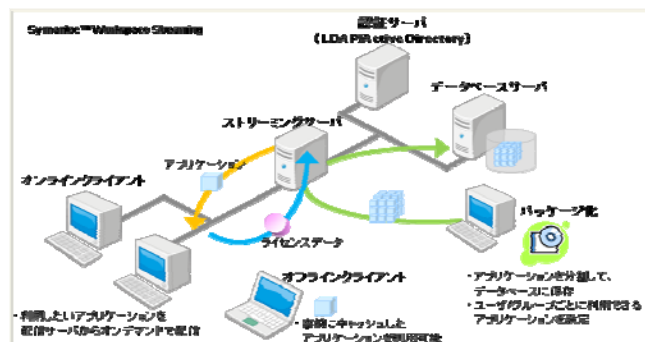 Symantec™ Workspace Streaming
認証サーバ
(LDAP/Active Directory)
データベースサーバ
ストリーミングサーバ
アプリケーション
オンラインクライアント
ライセンスデータ
パッケージ化
オフラインクライアント
・アプリケーションを分割して、
データベースに保存
・ユーザ/グループごとに利用できる
アプリケーションを設定
・利用したいアプリケーションを
配信サーバからオンデマンドで配信
・事前にキャッシュした
アプリケーションを利用可能